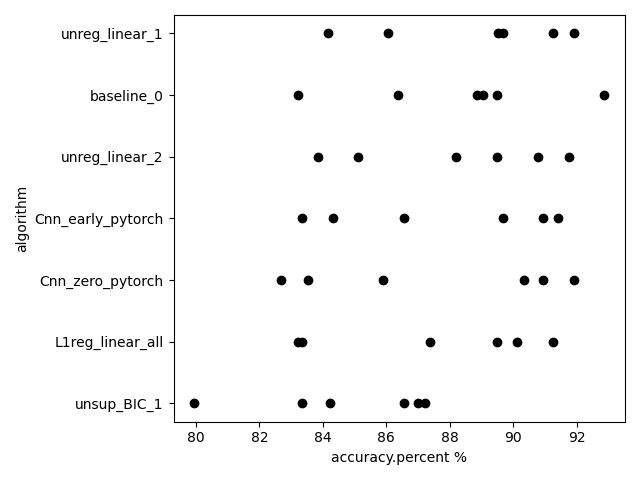 unreg_linear_1
baseline_0
unreg_linear_2
Cnn_early_pytorch
Cnn_zero_pytorch
L1reg_linear_all
unsup_BIC_1
algorithm
80 82 84 86 88 90 92
accuracy.percent %